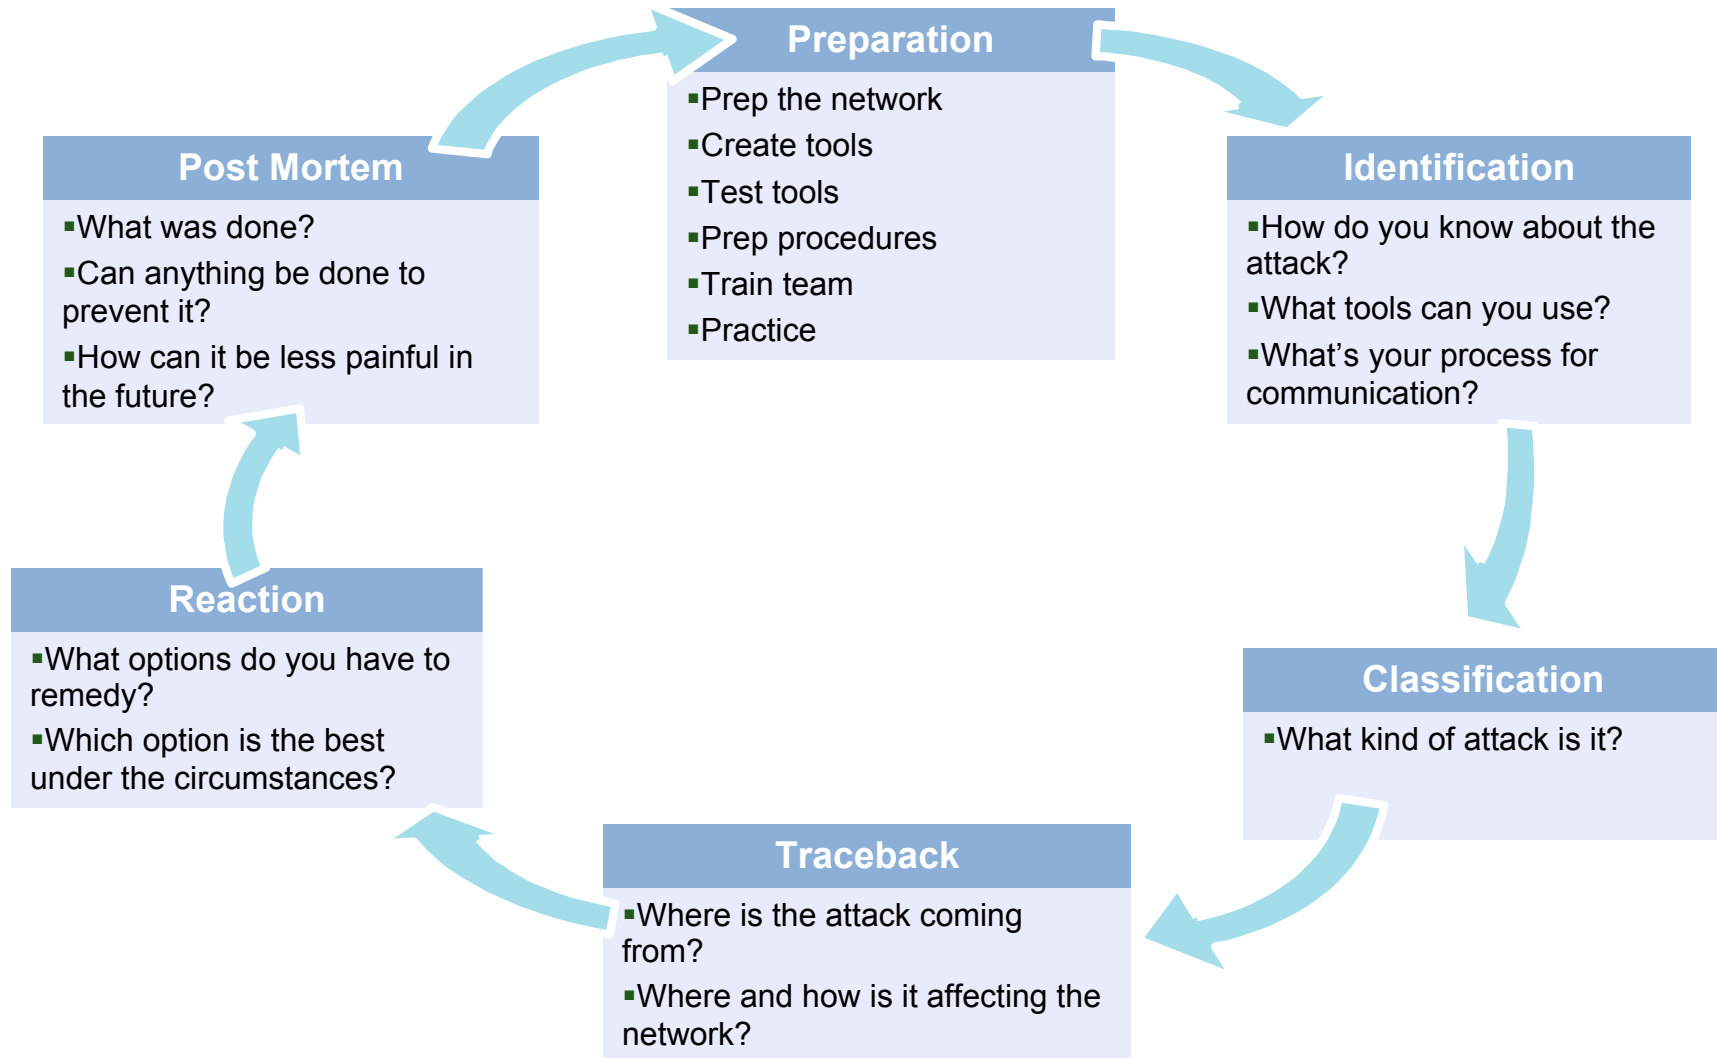 Preparation
▪Prep the network
▪Create tools
▪Test tools
▪Prep procedures
▪Train team
▪Practice
Identification
▪How do you know about the
attack?
▪What tools can you use?
▪What’s your process for
communication?
Classification
▪What kind of attack is it?
Traceback
▪Where is the attack coming
from?
▪Where and how is it affecting the
network?
Reaction
▪What options do you have to
remedy?
▪Which option is the best
under the circumstances?
Post Mortem
▪What was done?
▪Can anything be done to
prevent it?
▪How can it be less painful in
the future?